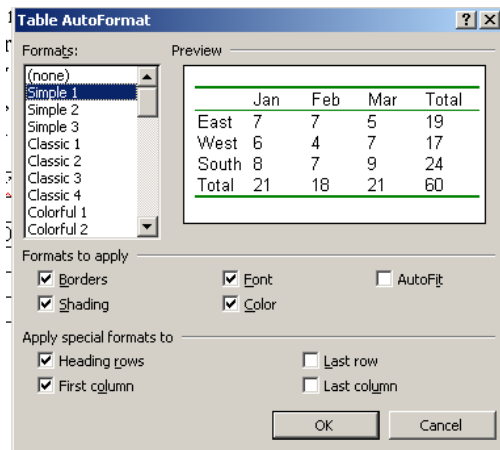 Table AutoFormat
Formats:
Preview
(none)
Simple 1
Simple 2
Simple 3
Classic 1
Classic 2
Classic 3
Classic 4
Colorful 1
Colorful 2
Jan Feb Mar Total
East 7 7 5 19
West 6 4 7 17
South 8 7 9 24
Total 21 18 21 60
Formats to apply
Borders Font AutoFit
Shading Color
Apply special formats to
Heading rows Last row
First column Last column
OK Cancel